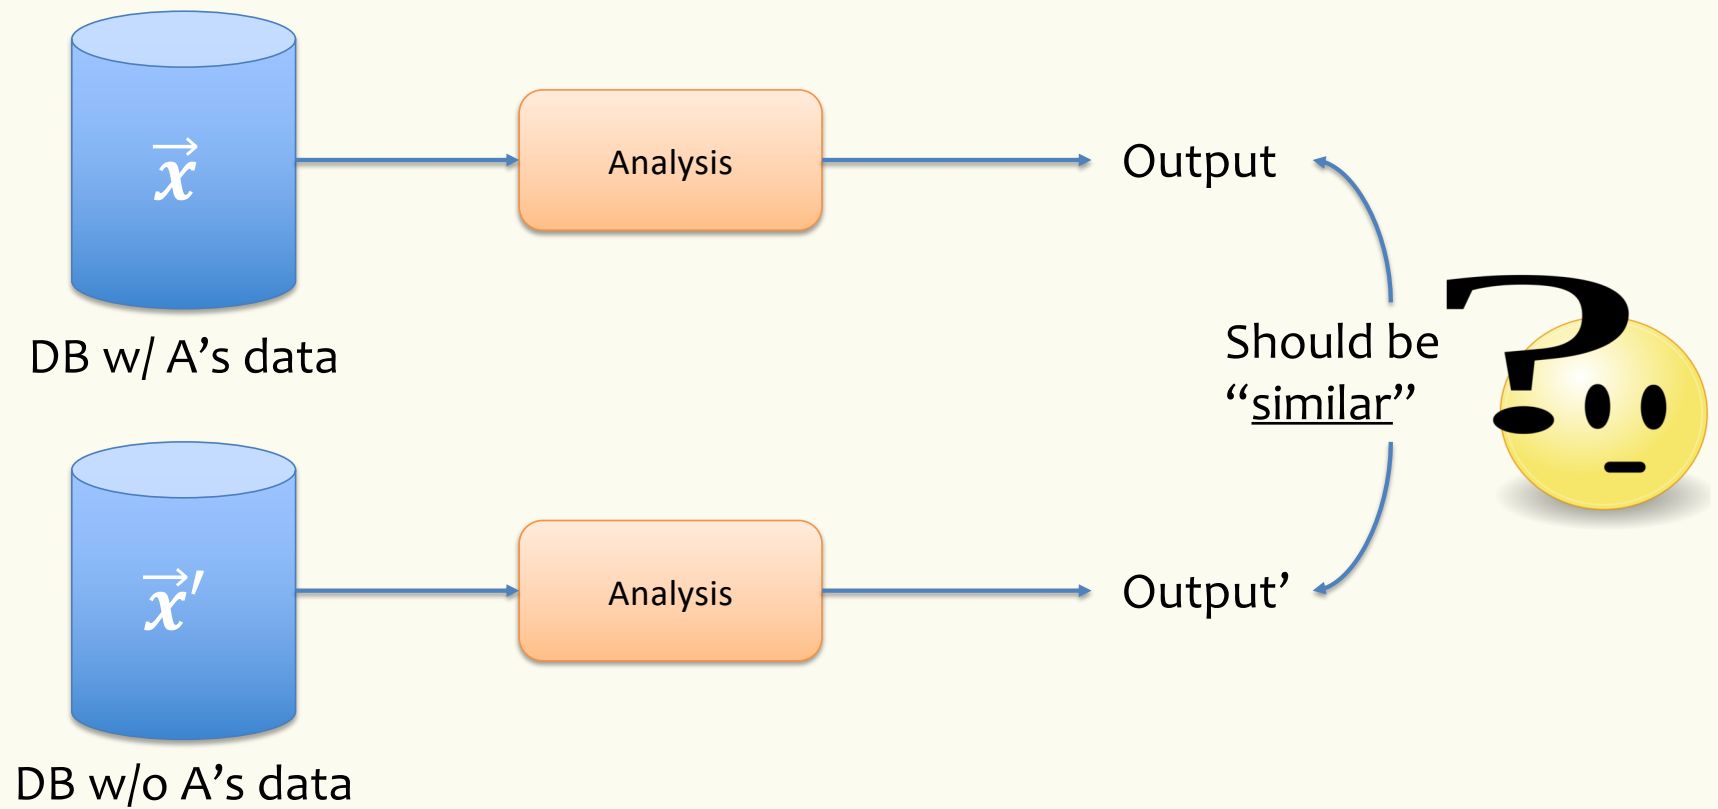 x⃗
Analysis
Output
DB w/ A’s data
Should be
“similar”
?
x⃗′
Analysis
Output’
DB w/o A’s data